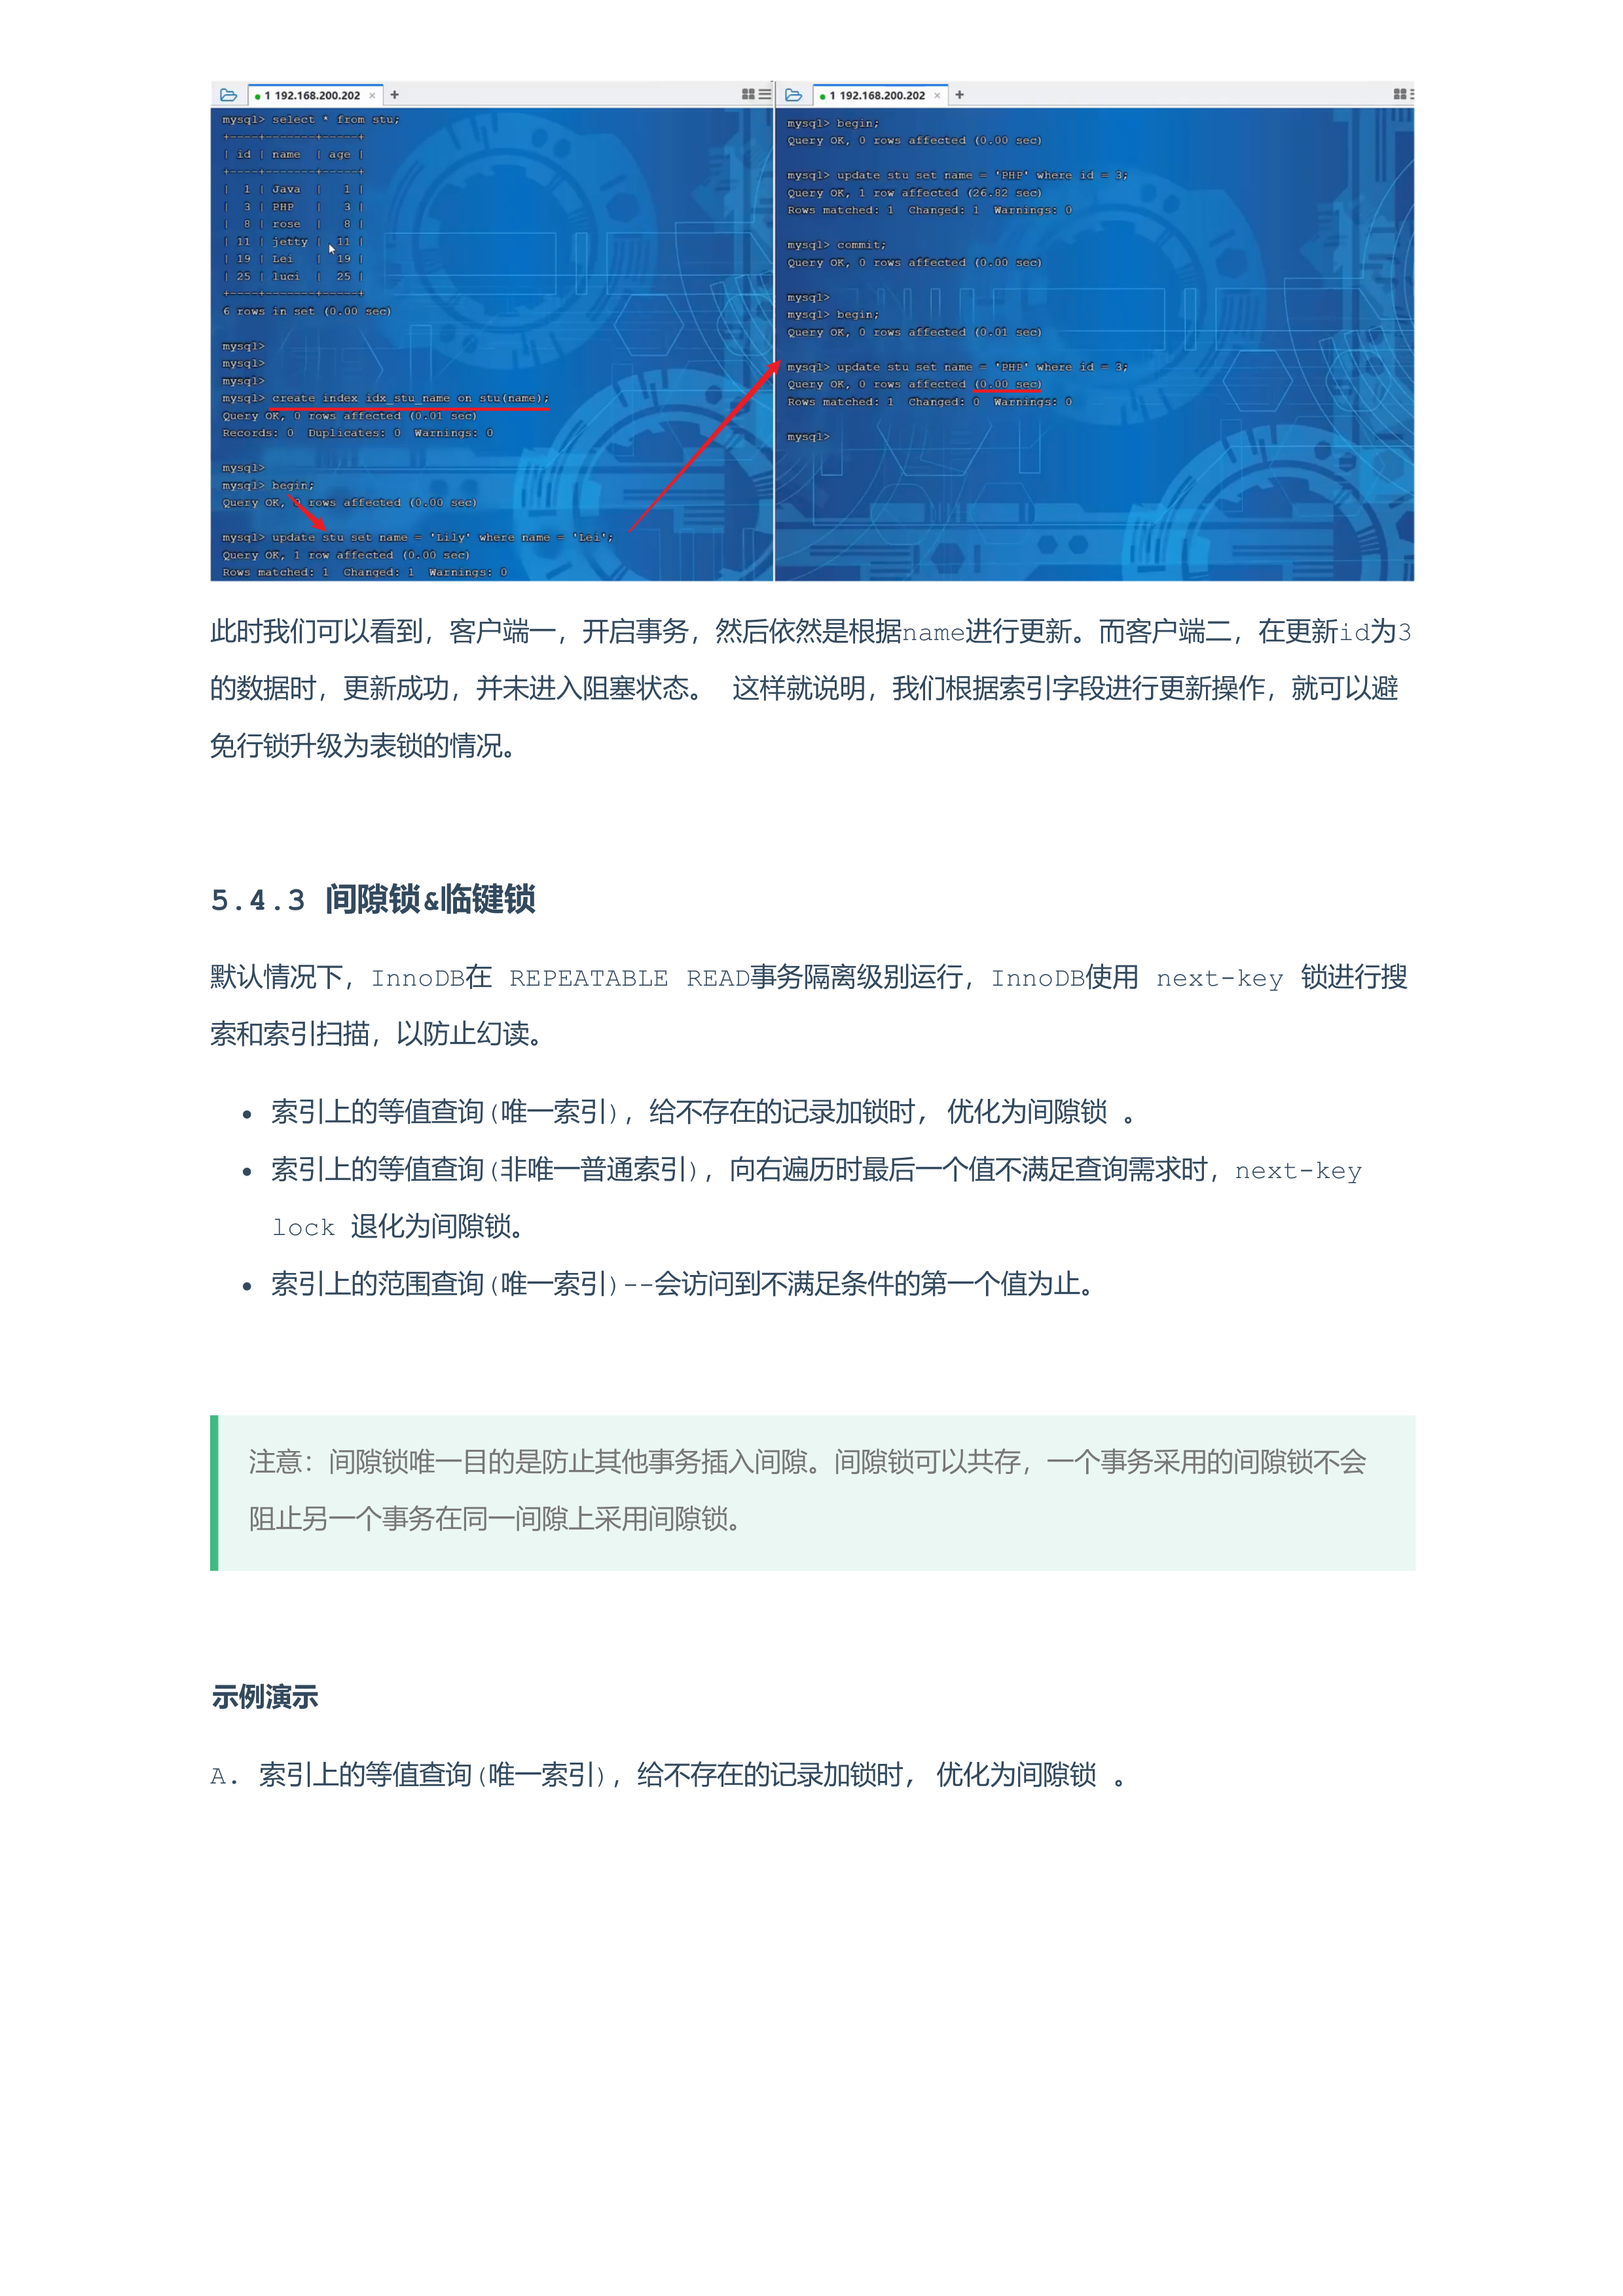 1 192.168.200.202 × +
mysql> select * from stu;
+----+-------+-----+
| id | name  | age |
+----+-------+-----+
|  1 | Java  |   1 |
|  3 | PHP   |   3 |
|  8 | rose  |   8 |
| 11 | jetty |  11 |
| 19 | Lei   |  19 |
| 25 | luci  |  25 |
+----+-------+-----+
6 rows in set (0.00 sec)
mysql>
mysql>
mysql>
mysql> create index idx_stu_name on stu(name);
Query OK, 0 rows affected (0.01 sec)
Records: 0  Duplicates: 0  Warnings: 0
mysql>
mysql> begin;
Query OK, 0 rows affected (0.00 sec)
mysql> update stu set name = 'Lily' where name = 'Lei';
Query OK, 1 row affected (0.00 sec)
Rows matched: 1  Changed: 1  Warnings: 0
1 192.168.200.202 × +
mysql> begin;
Query OK, 0 rows affected (0.00 sec)
mysql> update stu set name = 'PHP' where id = 3;
Query OK, 1 row affected (26.82 sec)
Rows matched: 1  Changed: 1  Warnings: 0
mysql> commit;
Query OK, 0 rows affected (0.00 sec)
mysql>
mysql> begin;
Query OK, 0 rows affected (0.01 sec)
mysql> update stu set name = 'PHP' where id = 3;
Query OK, 0 rows affected (0.00 sec)
Rows matched: 1  Changed: 0  Warnings: 0
mysql>
此时我们可以看到，客户端一，开启事务，然后依然是根据name进行更新。而客户端二，在更新id为3
的数据时，更新成功，并未进入阻塞状态。 这样就说明，我们根据索引字段进行更新操作，就可以避
免行锁升级为表锁的情况。
5.4.3 间隙锁&临键锁
默认情况下，InnoDB在 REPEATABLE READ事务隔离级别运行，InnoDB使用 next-key 锁进行搜
索和索引扫描，以防止幻读。
• 索引上的等值查询(唯一索引)，给不存在的记录加锁时， 优化为间隙锁 。
• 索引上的等值查询(非唯一普通索引)，向右遍历时最后一个值不满足查询需求时，next-key
lock 退化为间隙锁。
• 索引上的范围查询(唯一索引)--会访问到不满足条件的第一个值为止。
注意：间隙锁唯一目的是防止其他事务插入间隙。间隙锁可以共存，一个事务采用的间隙锁不会
阻止另一个事务在同一间隙上采用间隙锁。
示例演示
A. 索引上的等值查询(唯一索引)，给不存在的记录加锁时， 优化为间隙锁 。